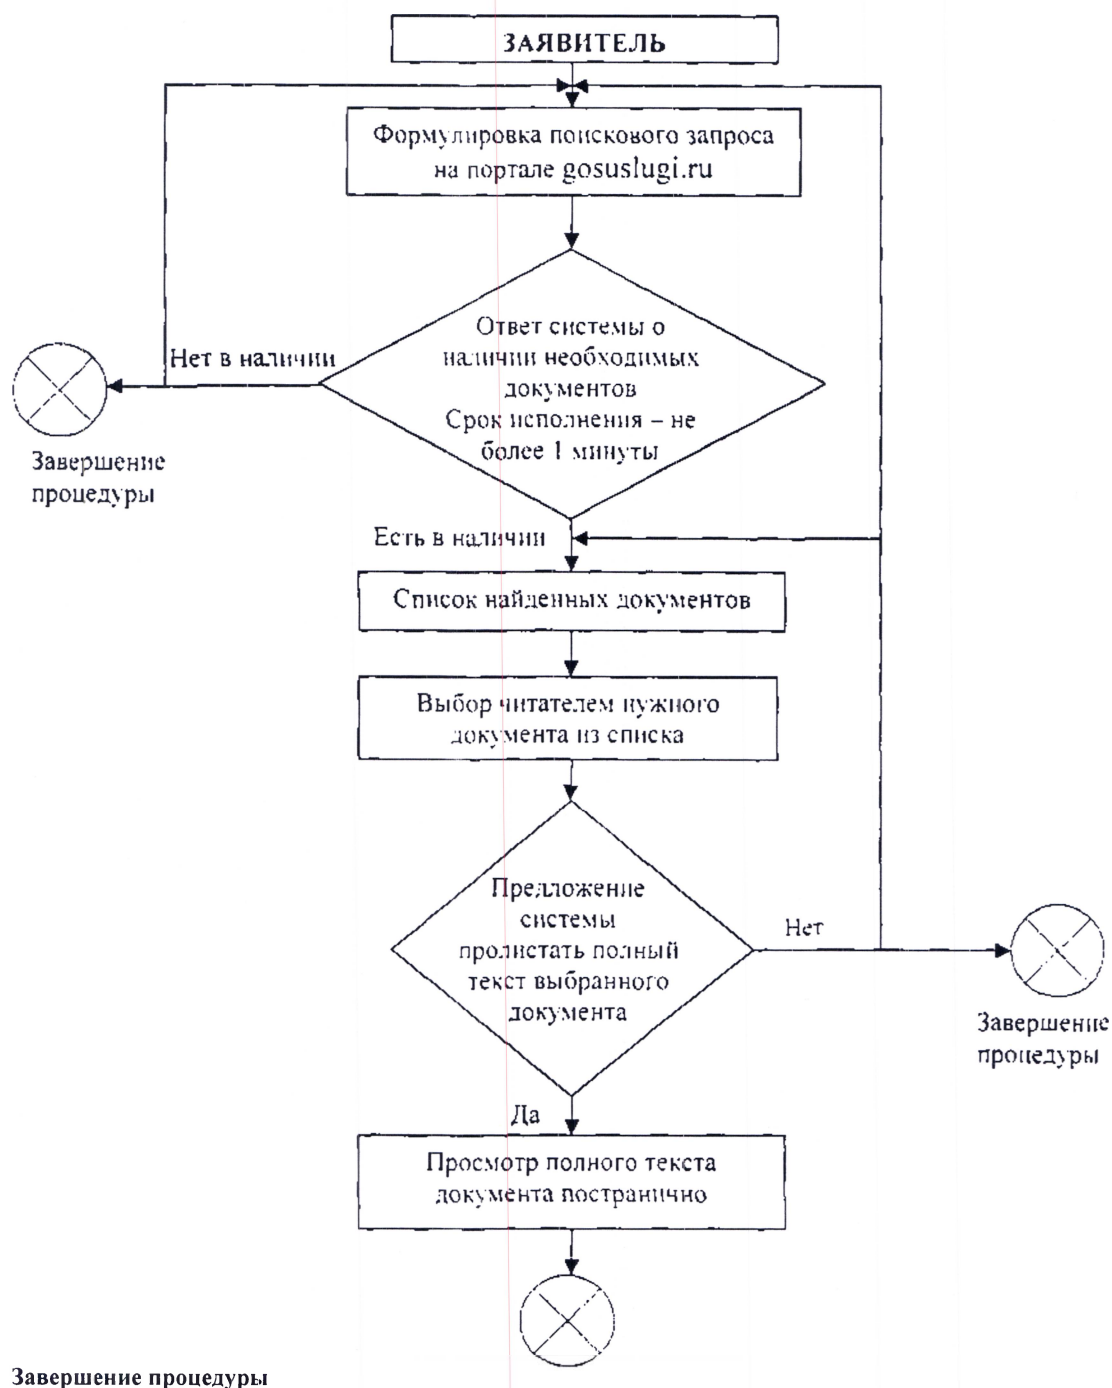 ЗАЯВИТЕЛЬ
Формулировка поискового запроса
на портале gosuslugi.ru
Ответ системы о
наличии необходимых
документов
Срок исполнения – не
более 1 минуты
Нет в наличии
Завершение
процедуры
Есть в наличии
Список найденных документов
Выбор читателем нужного
документа из списка
Предложение
системы
пролистать полный
текст выбранного
документа
Нет
Завершение
процедуры
Да
Просмотр полного текста
документа постранично
Завершение процедуры